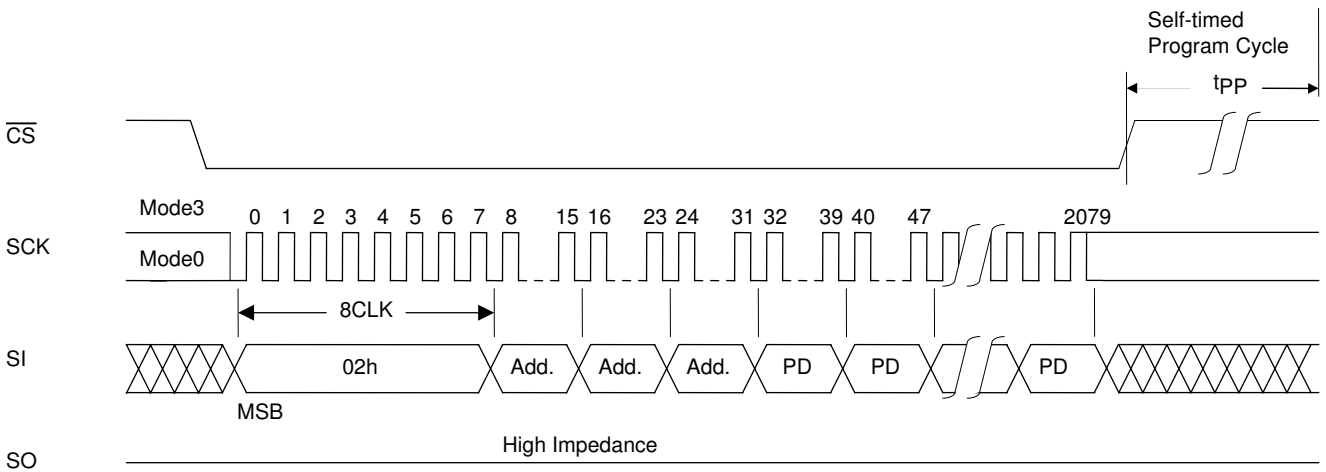 Self-timed
Program Cycle
tPP
CS
Mode3
0 1 2 3 4 5 6 7 8 15 16 23 24 31 32 39 40 47 2079
SCK
Mode0
8CLK
SI
02h Add. Add. Add. PD PD PD
MSB
High Impedance
SO